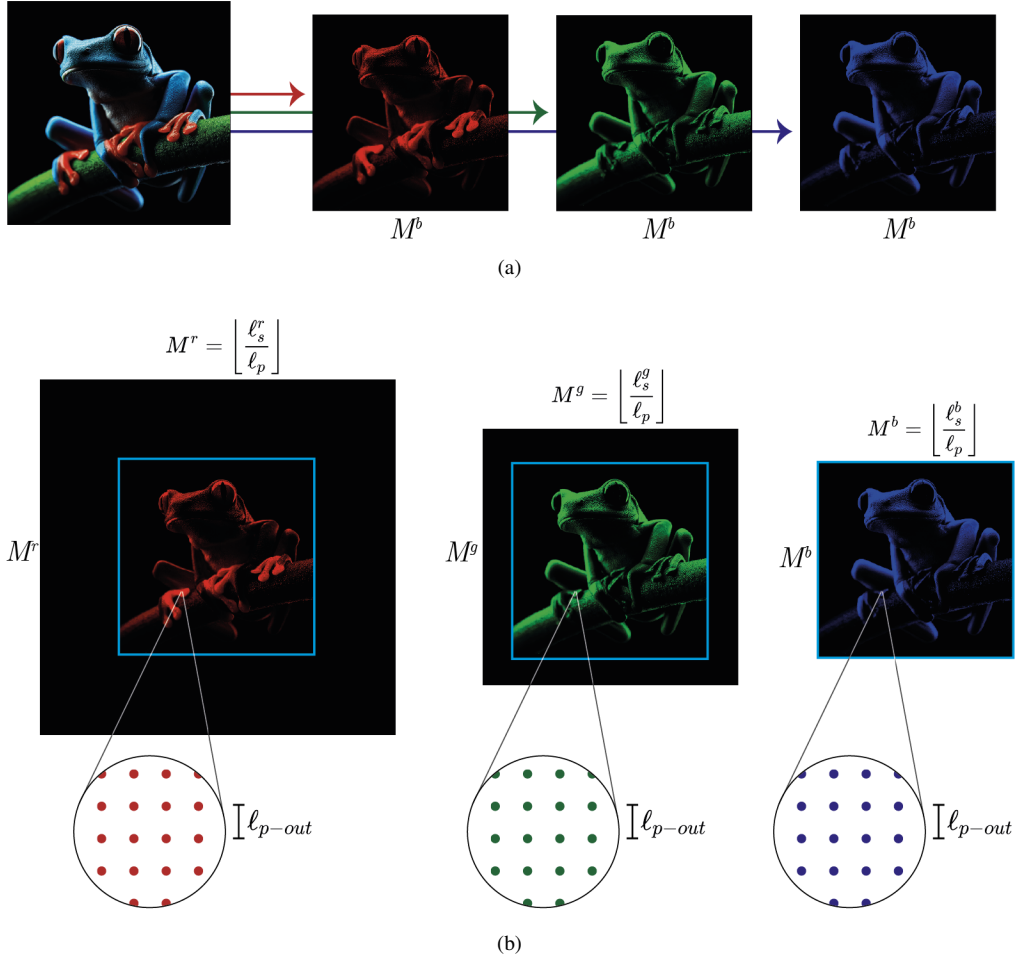 M^b M^b M^b
(a)
M^r = ⌊ℓ_s^r / ℓ_p⌋
M^g = ⌊ℓ_s^g / ℓ_p⌋
M^b = ⌊ℓ_s^b / ℓ_p⌋
M^r M^g M^b
ℓ_{p-out} ℓ_{p-out} ℓ_{p-out}
(b)